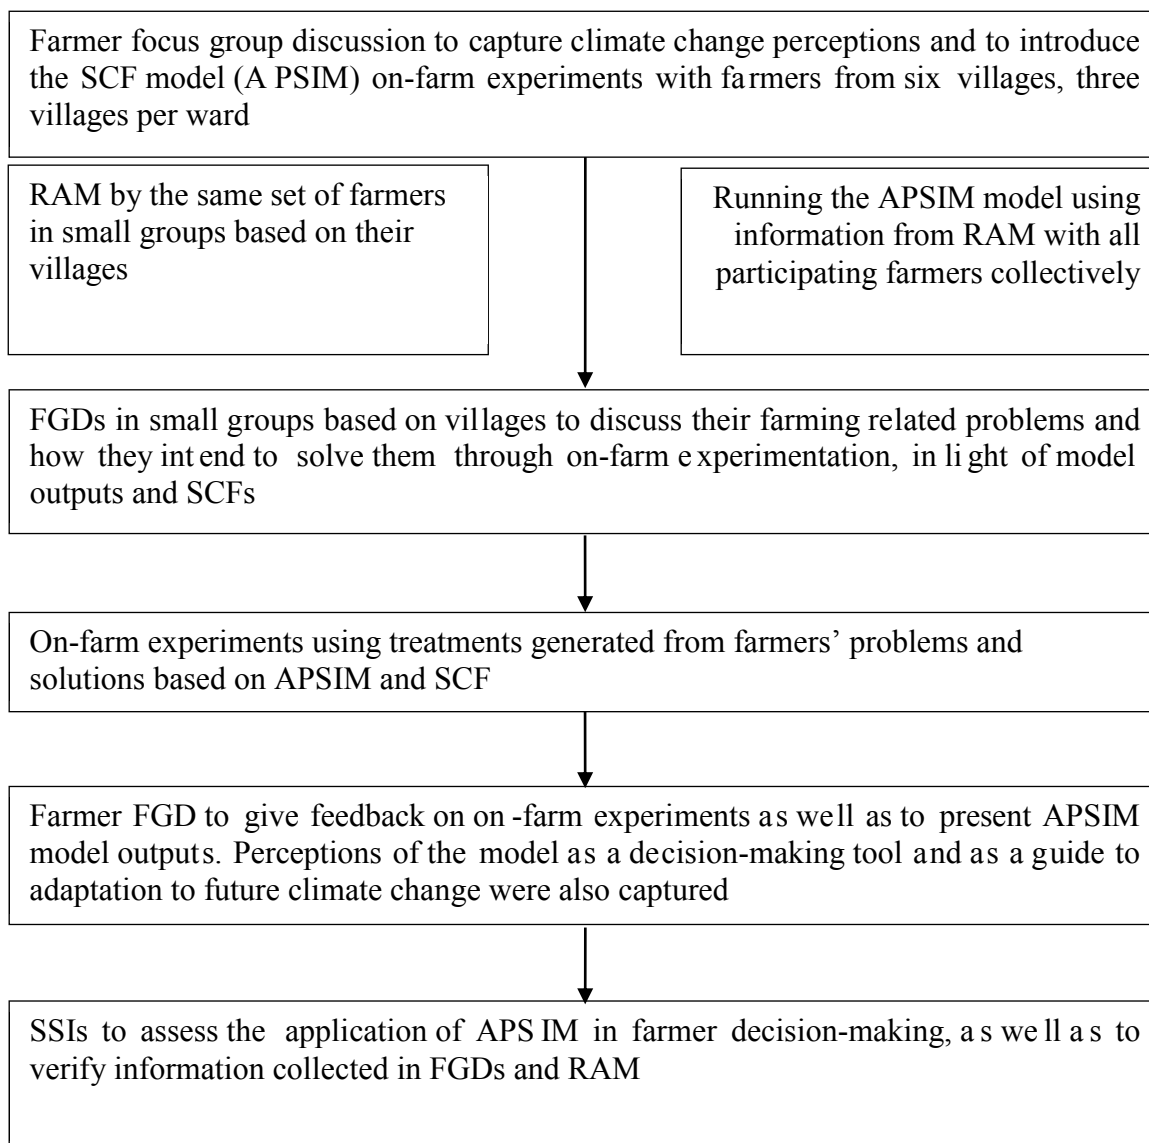 Farmer focus group discussion to capture climate change perceptions and to introduce
the SCF model (A PSIM) on-farm experiments with farmers from six villages, three
villages per ward
RAM by the same set of farmers
in small groups based on their
villages
Running the APSIM model using
information from RAM with all
participating farmers collectively
FGDs in small groups based on villages to discuss their farming related problems and
how they int end to solve them through on-farm e xperimentation, in li ght of model
outputs and SCFs
On-farm experiments using treatments generated from farmers’ problems and
solutions based on APSIM and SCF
Farmer FGD to give feedback on on -farm experiments as well as to present APSIM
model outputs. Perceptions of the model as a decision-making tool and as a guide to
adaptation to future climate change were also captured
SSIs to assess the application of APS IM in farmer decision-making, a s we ll a s to
verify information collected in FGDs and RAM